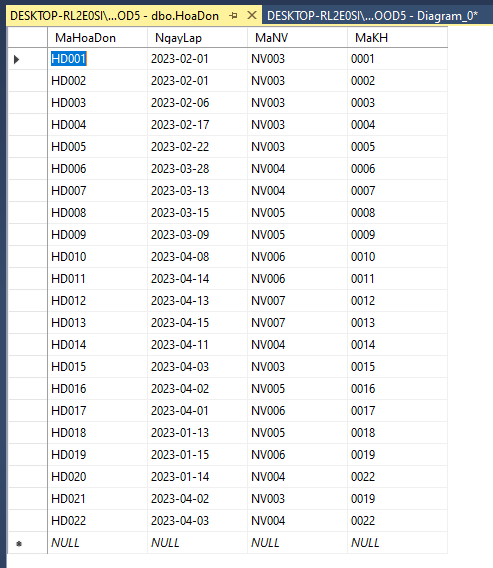 DESKTOP-RL2E0SI\...OOD5 - dbo.HoaDon DESKTOP-RL2E0SI\...OOD5 - Diagram_0*
MaHoaDon NgayLap MaNV MaKH
HD001 2023-02-01 NV003 0001
HD002 2023-02-01 NV003 0002
HD003 2023-02-06 NV003 0003
HD004 2023-02-17 NV003 0004
HD005 2023-02-22 NV003 0005
HD006 2023-03-28 NV004 0006
HD007 2023-03-13 NV004 0007
HD008 2023-03-15 NV005 0008
HD009 2023-03-09 NV005 0009
HD010 2023-04-08 NV006 0010
HD011 2023-04-14 NV006 0011
HD012 2023-04-13 NV007 0012
HD013 2023-04-15 NV007 0013
HD014 2023-04-11 NV004 0014
HD015 2023-04-03 NV003 0015
HD016 2023-04-02 NV005 0016
HD017 2023-04-01 NV006 0017
HD018 2023-01-13 NV005 0018
HD019 2023-01-15 NV006 0019
HD020 2023-01-14 NV004 0022
HD021 2023-04-02 NV003 0019
HD022 2023-04-03 NV004 0022
NULL NULL NULL NULL